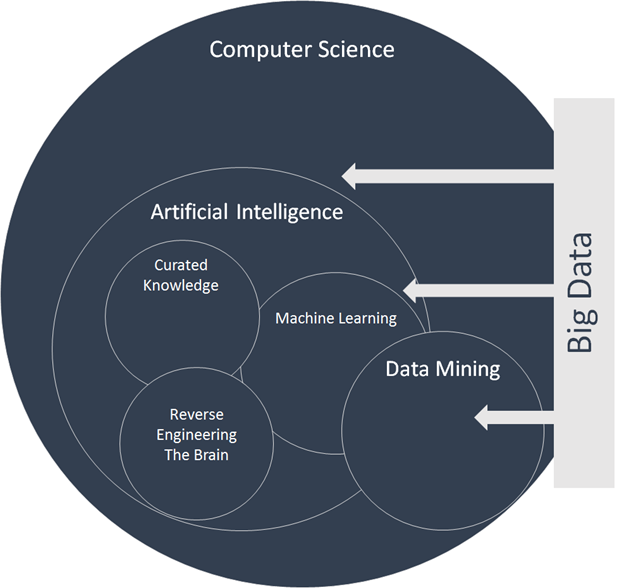 Computer Science
Artificial Intelligence
Curated
Knowledge
Machine Learning
Data Mining
Reverse
Engineering
The Brain
Big Data